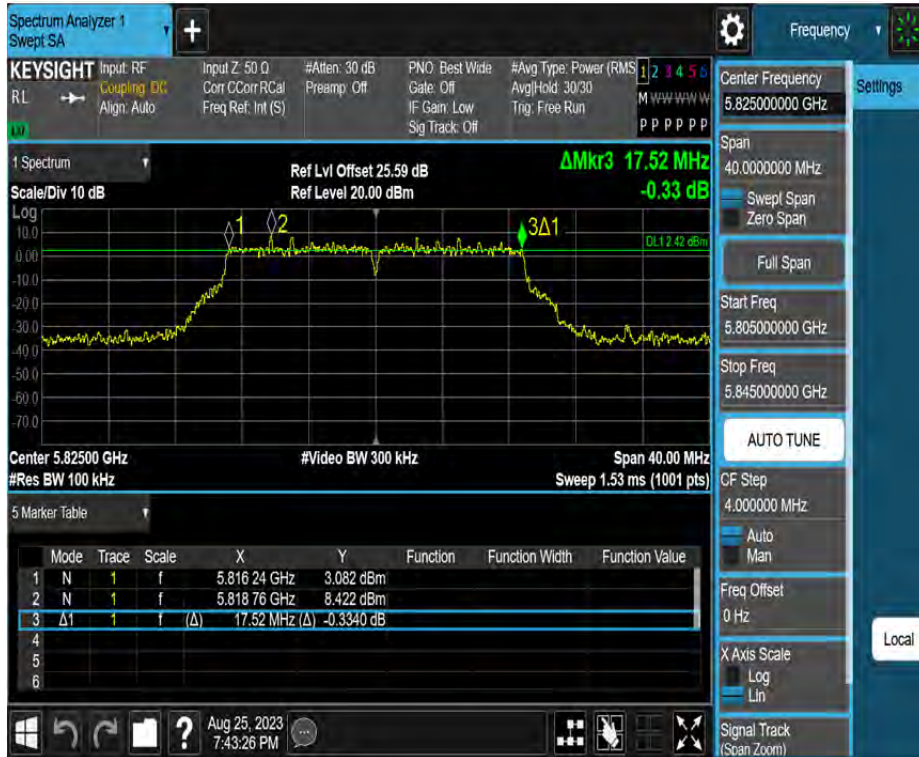 Spectrum Analyzer 1
Swept SA
+
Frequency
KEYSIGHT
RL
Input: RF
Coupling: DC
Align: Auto
Input Z: 50 Ω
Corr CCorr RCal
Freq Ref: Int (S)
#Atten: 30 dB
Preamp: Off
PNO: Best Wide
Gate: Off
IF Gain: Low
Sig Track: Off
#Avg Type: Power (RMS
Avg|Hold: 30/30
Trig: Free Run
1 2 3 4 5 6
M W W W W W
P P P P P P
Center Frequency
5.825000000 GHz
Settings
Span
40.0000000 MHz
Swept Span
Zero Span
Full Span
Start Freq
5.805000000 GHz
Stop Freq
5.845000000 GHz
AUTO TUNE
CF Step
4.000000 MHz
Auto
Man
Freq Offset
0 Hz
X Axis Scale
Log
Lin
Signal Track
(Span Zoom)
Local
1 Spectrum
Scale/Div 10 dB
Ref Lvl Offset 25.59 dB
Ref Level 20.00 dBm
ΔMkr3 17.52 MHz
-0.33 dB
Log
10.0
0.00
-10.0
-20.0
-30.0
-40.0
-50.0
-60.0
-70.0
1
2
3Δ1
DL1 2.42 dBm
Center 5.82500 GHz
#Video BW 300 kHz
Span 40.00 MHz
#Res BW 100 kHz
Sweep 1.53 ms (1001 pts)
5 Marker Table
Mode Trace Scale X Y Function Function Width Function Value
1 N 1 f 5.816 24 GHz 3.082 dBm
2 N 1 f 5.818 76 GHz 8.422 dBm
3 Δ1 1 f (Δ) 17.52 MHz (Δ) -0.3340 dB
4
5
6
?
Aug 25, 2023
7:43:26 PM